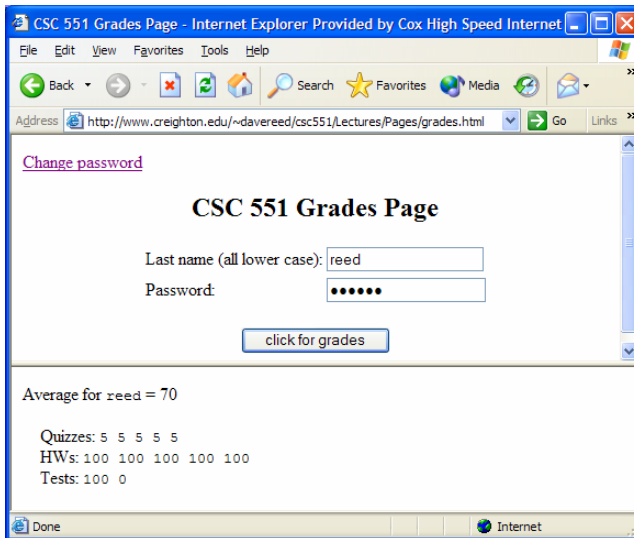 CSC 551 Grades Page - Internet Explorer Provided by Cox High Speed Internet
File Edit View Favorites Tools Help
Back Search Favorites Media »
Address http://www.creighton.edu/~davereed/csc551/Lectures/Pages/grades.html Go Links »
Change password
CSC 551 Grades Page
Last name (all lower case): reed
Password: ••••••
click for grades
Average for reed = 70
Quizzes: 5 5 5 5 5
HWs: 100 100 100 100 100
Tests: 100 0
Done Internet